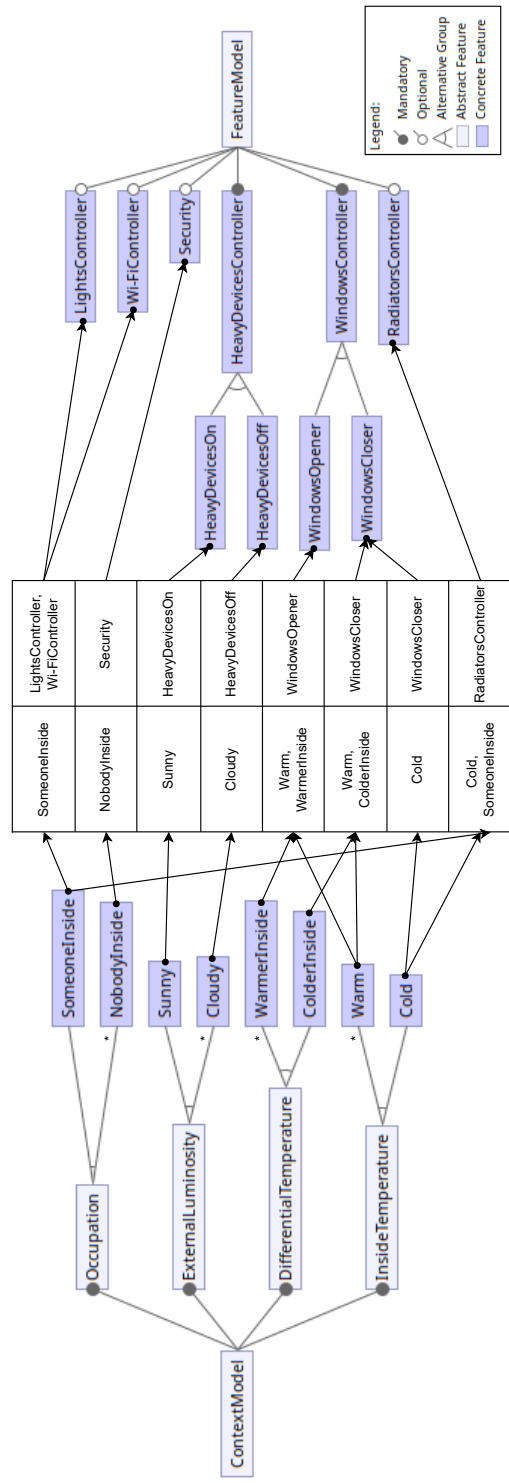 ContextModel
Occupation
ExternalLuminosity
DifferentialTemperature
InsideTemperature
SomeoneInside
*
NobodyInside
Sunny
*
Cloudy
*
WarmerInside
ColderInside
*
Warm
Cold
SomeoneInside
LightsController,
Wi-FiController
NobodyInside
Security
Sunny
HeavyDevicesOn
Cloudy
HeavyDevicesOff
Warm,
WarmerInside
WindowsOpener
Warm,
ColderInside
WindowsCloser
Cold
WindowsCloser
Cold,
SomeoneInside
RadiatorsController
HeavyDevicesOn
HeavyDevicesOff
WindowsOpener
WindowsCloser
LightsController
Wi-FiController
Security
HeavyDevicesController
WindowsController
RadiatorsController
FeatureModel
Legend:
Mandatory
Optional
Alternative Group
Abstract Feature
Concrete Feature